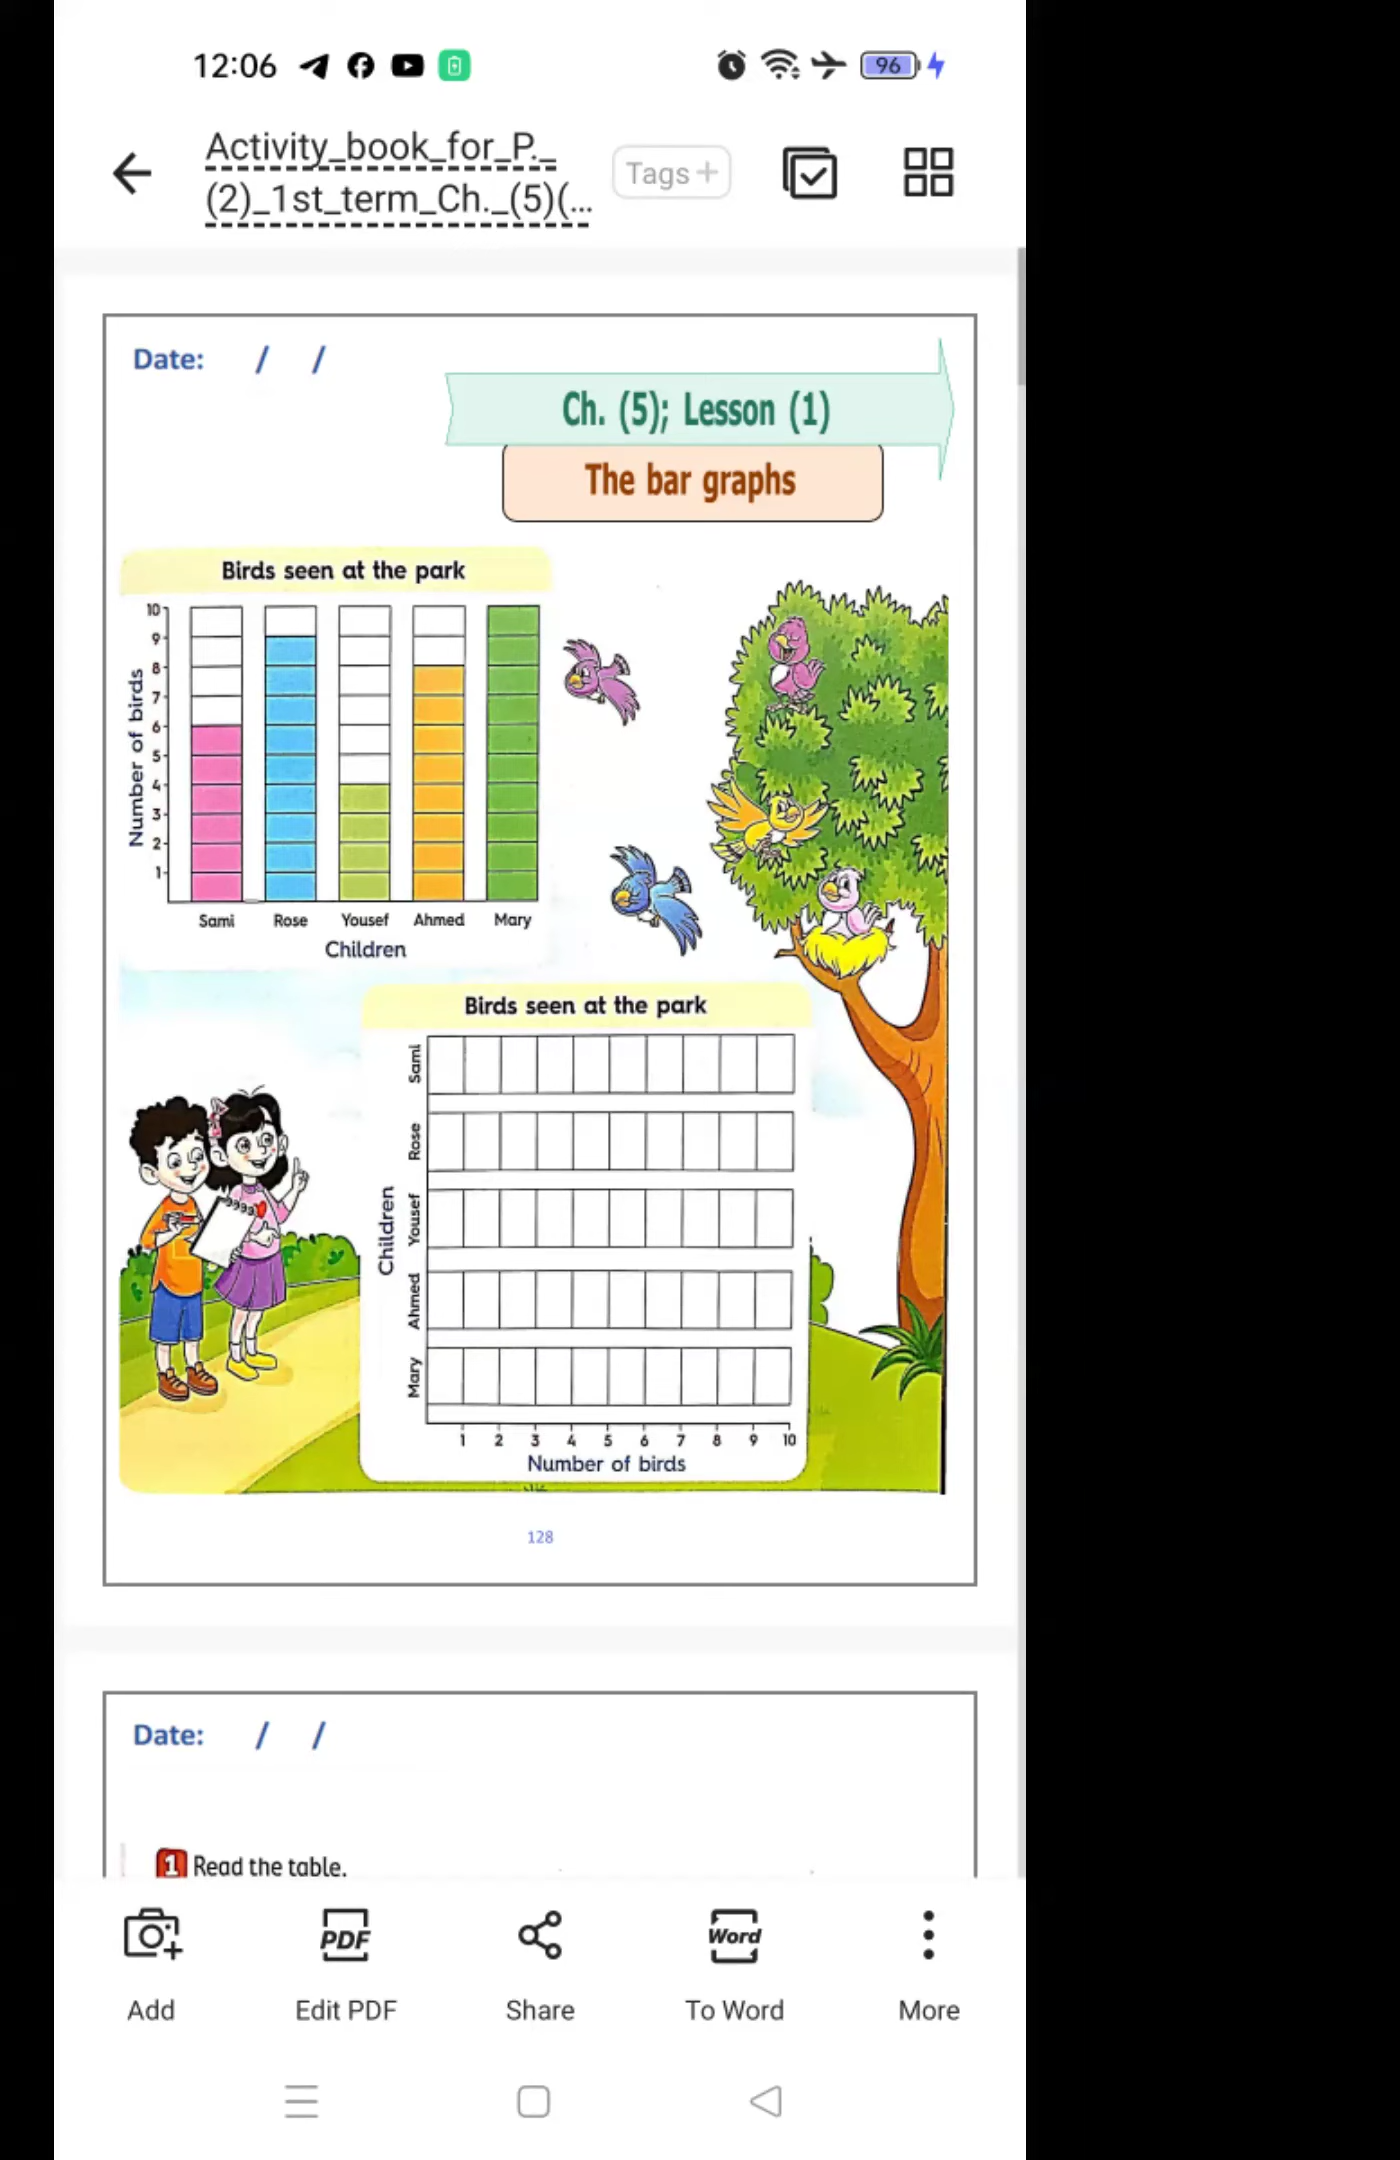 12:06
96
Activity_book_for_P._
(2)_1st_term_Ch._(5)(...
Tags +
Date: / /
Ch. (5); Lesson (1)
The bar graphs
Birds seen at the park
10
9
8
7
6
5
4
3
2
1
Number of birds
Sami Rose Yousef Ahmed Mary
Children
Birds seen at the park
Sami
Rose
Yousef
Ahmed
Mary
Children
1 2 3 4 5 6 7 8 9 10
Number of birds
128
Date: / /
1 Read the table.
PDF
Word
Add Edit PDF Share To Word More